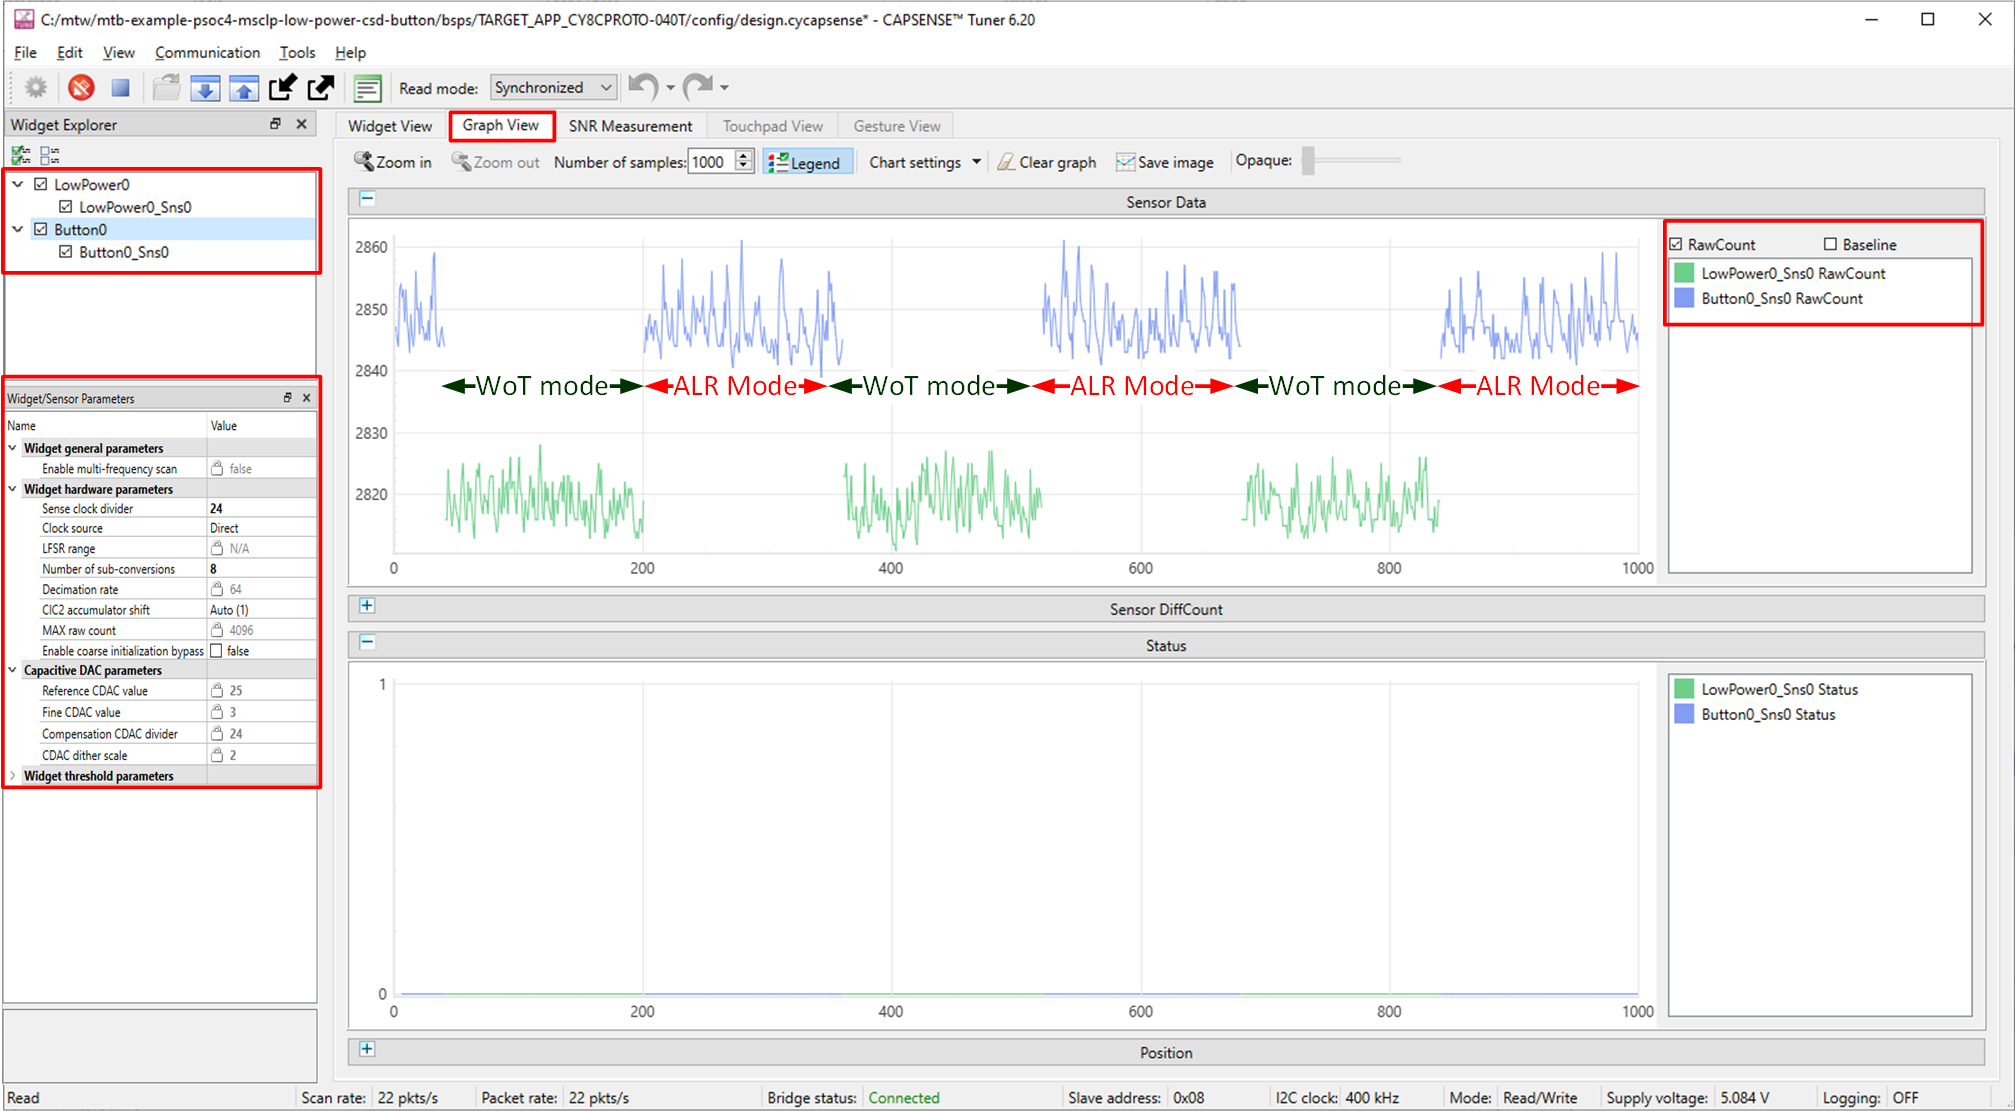 C:/mtw/mtb-example-psoc4-msclp-low-power-csd-button/bsps/TARGET_APP_CY8CPROTO-040T/config/design.cycapsense* - CAPSENSE™ Tuner 6.20
File Edit View Communication Tools Help
Read mode: Synchronized
Widget Explorer
LowPower0
LowPower0_Sns0
Button0
Button0_Sns0
Widget/Sensor Parameters
Name Value
Widget general parameters
Enable multi-frequency scan false
Widget hardware parameters
Sense clock divider 24
Clock source Direct
LFSR range N/A
Number of sub-conversions 8
Decimation rate 64
CIC2 accumulator shift Auto (1)
MAX raw count 4096
Enable coarse initialization bypass false
Capacitive DAC parameters
Reference CDAC value 25
Fine CDAC value 3
Compensation CDAC divider 24
CDAC dither scale 2
Widget threshold parameters
Widget View Graph View SNR Measurement Touchpad View Gesture View
Zoom in Zoom out Number of samples: 1000 Legend Chart settings Clear graph Save image Opaque:
Sensor Data
2860
2850
2840
2830
2820
WoT mode ALR Mode WoT mode ALR Mode WoT mode ALR Mode
0 200 400 600 800 1000
RawCount Baseline
LowPower0_Sns0 RawCount
Button0_Sns0 RawCount
Sensor DiffCount
Status
1
0
0 200 400 600 800 1000
LowPower0_Sns0 Status
Button0_Sns0 Status
Position
Read Scan rate: 22 pkts/s Packet rate: 22 pkts/s Bridge status: Connected Slave address: 0x08 I2C clock: 400 kHz Mode: Read/Write Supply voltage: 5.084 V Logging: OFF